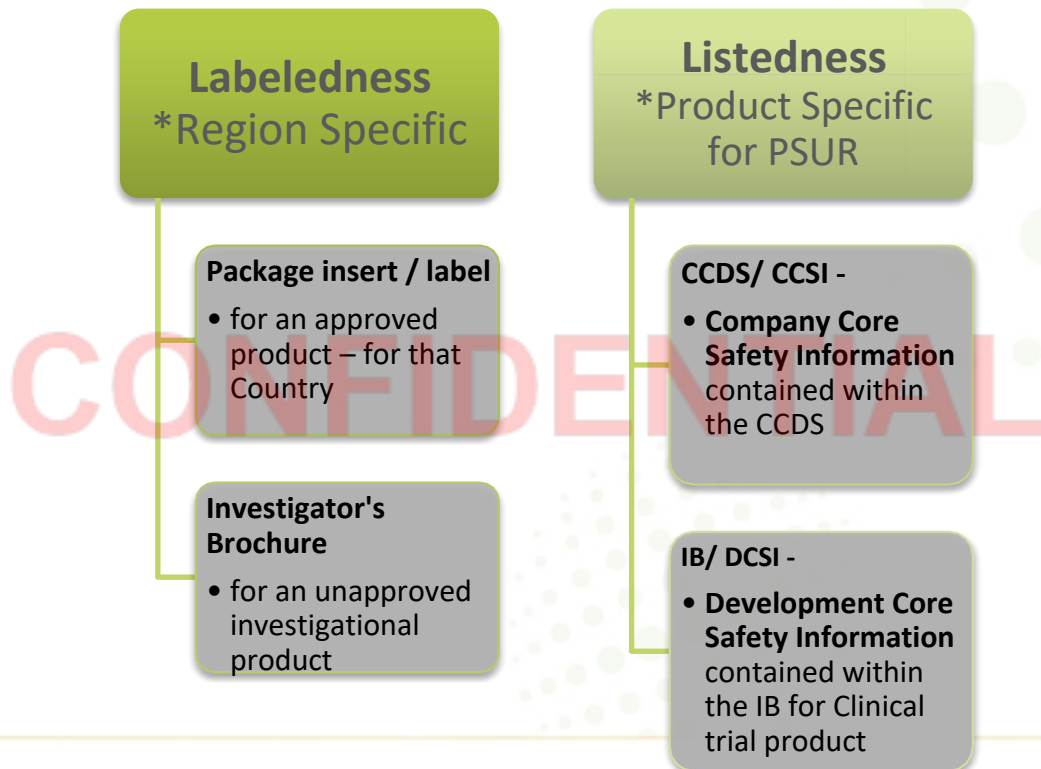 Labeledness
*Region Specific
Package insert / label
• for an approved
product – for that
Country
Investigator's
Brochure
• for an unapproved
investigational
product
Listedness
*Product Specific
for PSUR
CCDS/ CCSI -
• Company Core
Safety Information
contained within
the CCDS
IB/ DCSI -
• Development Core
Safety Information
contained within
the IB for Clinical
trial product
CONFIDENTIAL